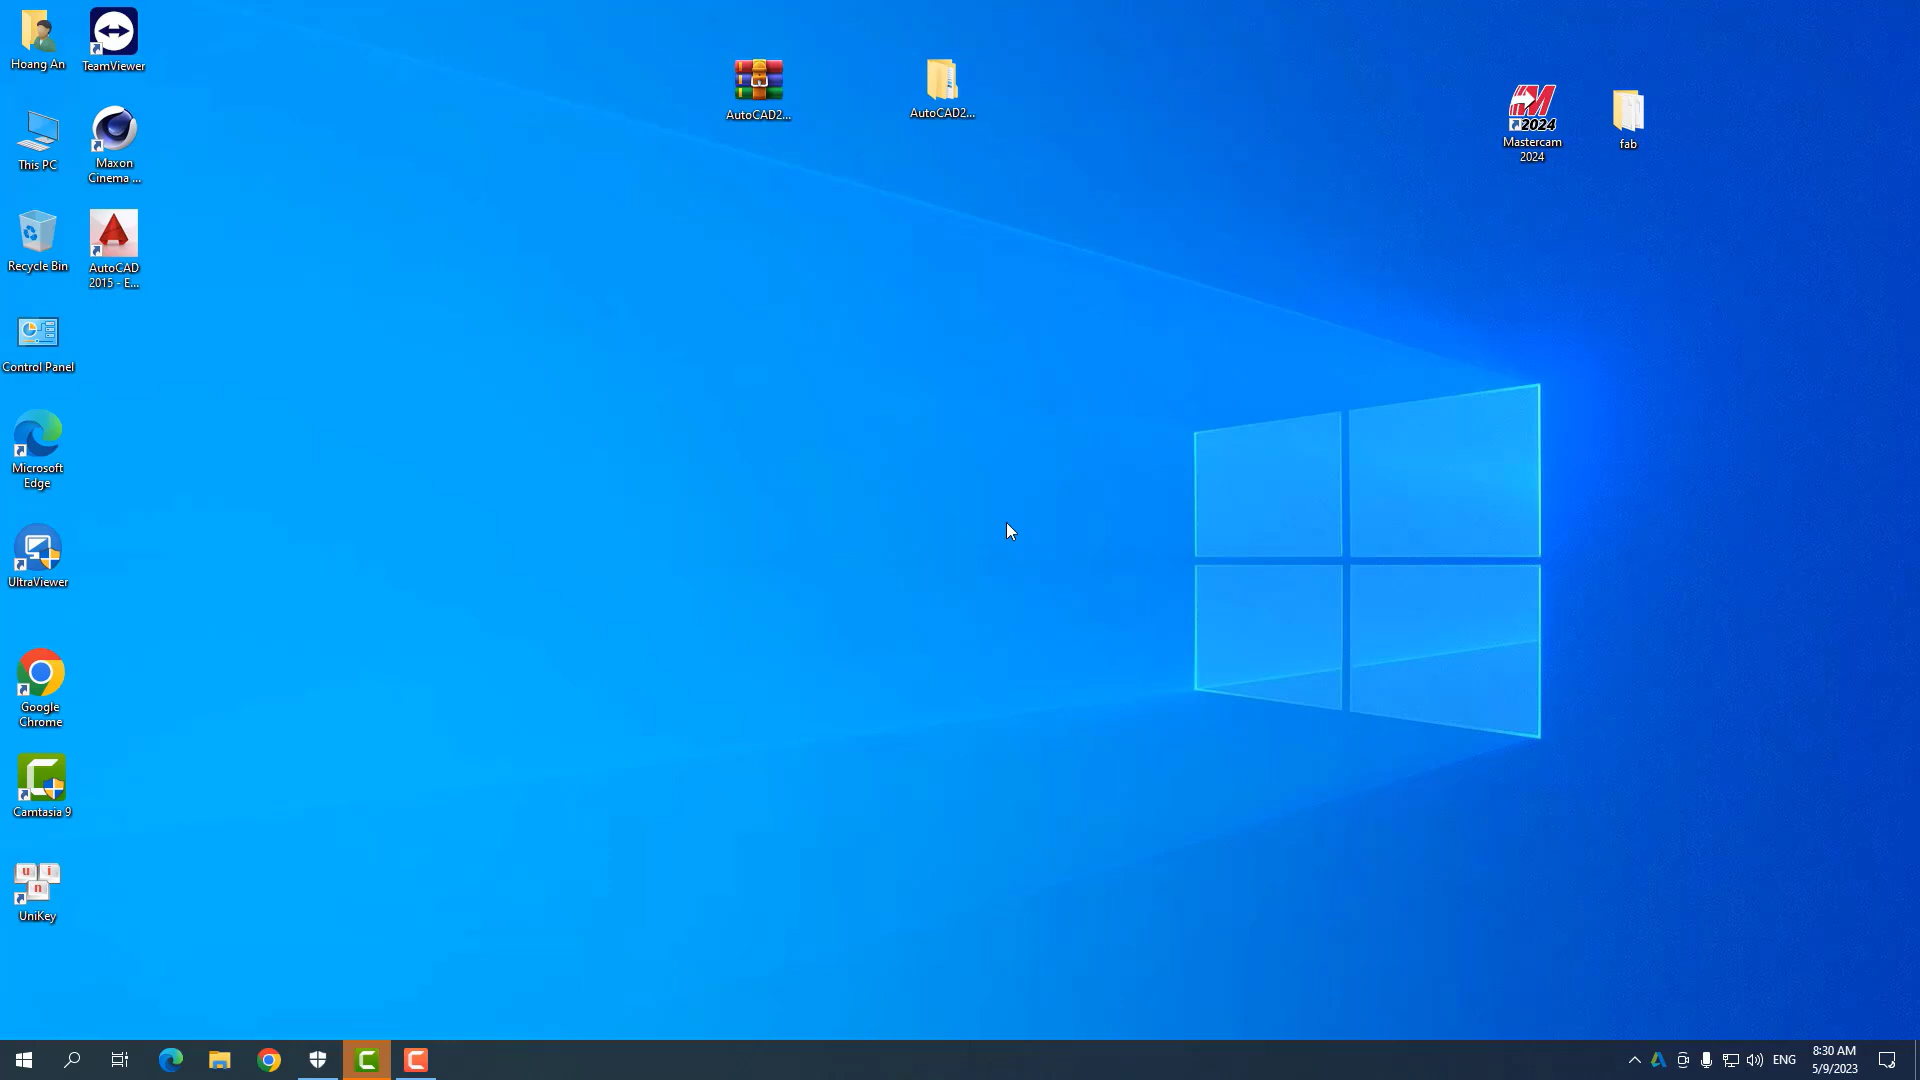 Hoang An
TeamViewer
This PC
Maxon
Cinema ...
Recycle Bin
AutoCAD
2015 - E...
Control Panel
Microsoft
Edge
UltraViewer
Google
Chrome
Camtasia 9
u i
n
UniKey
AutoCAD2...
AutoCAD2...
2024
Mastercam
2024
fab
ENG
8:30 AM
5/9/2023